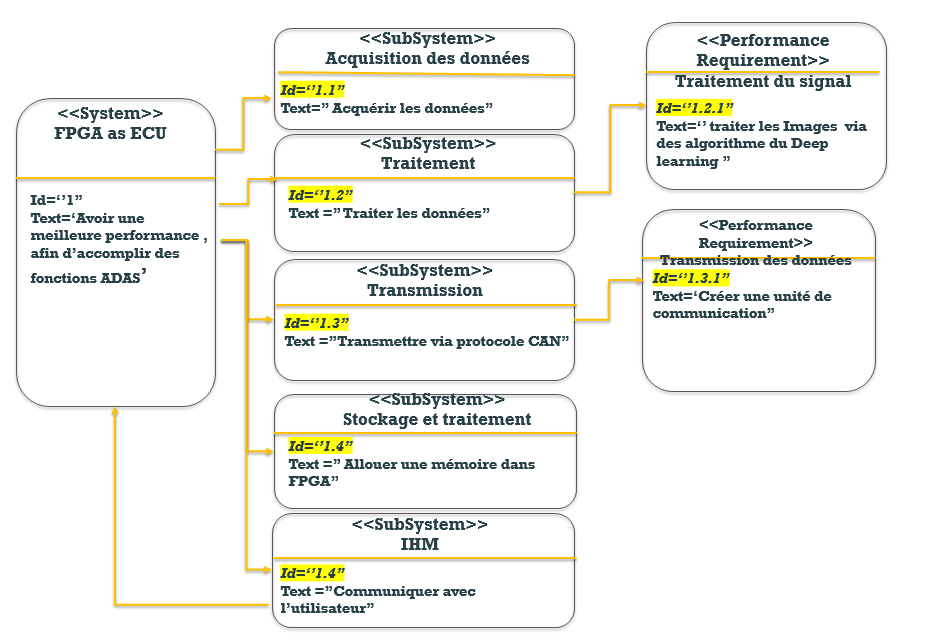 <<System>>
FPGA as ECU
Id=‘’1”
Text=‘Avoir une
meilleure performance ,
afin d’accomplir des
fonctions ADAS’
<<SubSystem>>
Acquisition des données
Id=‘’1.1”
Text=” Acquérir les données”
<<SubSystem>>
Traitement
Id=‘’1.2”
Text =”Traiter les données”
<<SubSystem>>
Transmission
Id=‘’1.3”
Text =”Transmettre via protocole CAN”
<<SubSystem>>
Stockage et traitement
Id=‘’1.4”
Text =” Allouer une mémoire dans
FPGA”
<<SubSystem>>
IHM
Id=‘’1.4”
Text =”Communiquer avec
l’utilisateur”
<<Performance
Requirement>>
Traitement du signal
Id=‘’1.2.1”
Text=‘’ traiter les Images via
des algorithme du Deep
learning ”
<<Performance
Requirement>>
Transmission des données
Id=‘’1.3.1”
Text=‘Créer une unité de
communication”